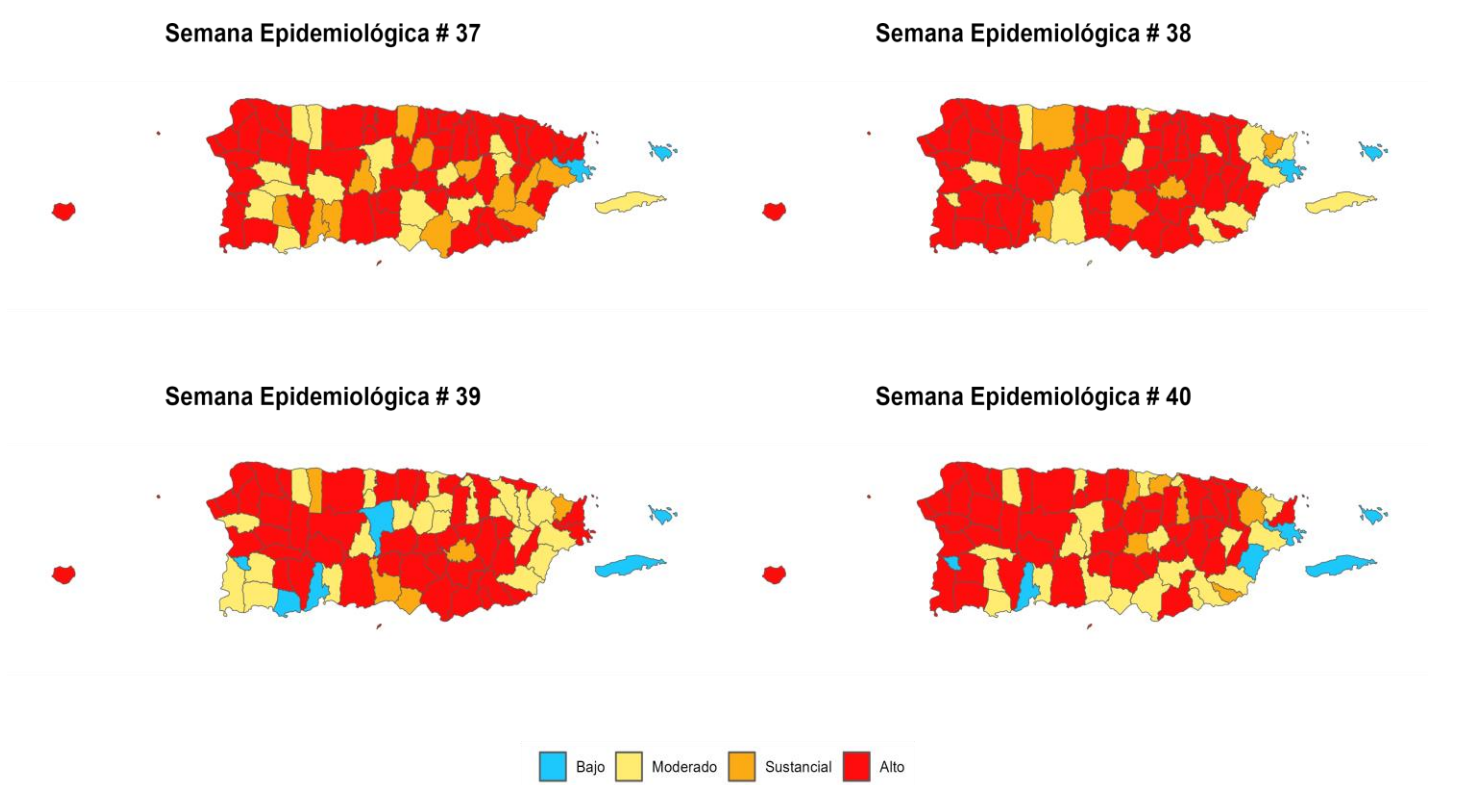 Semana Epidemiológica # 37
Semana Epidemiológica # 38
Semana Epidemiológica # 39
Semana Epidemiológica # 40
Bajo Moderado Sustancial Alto